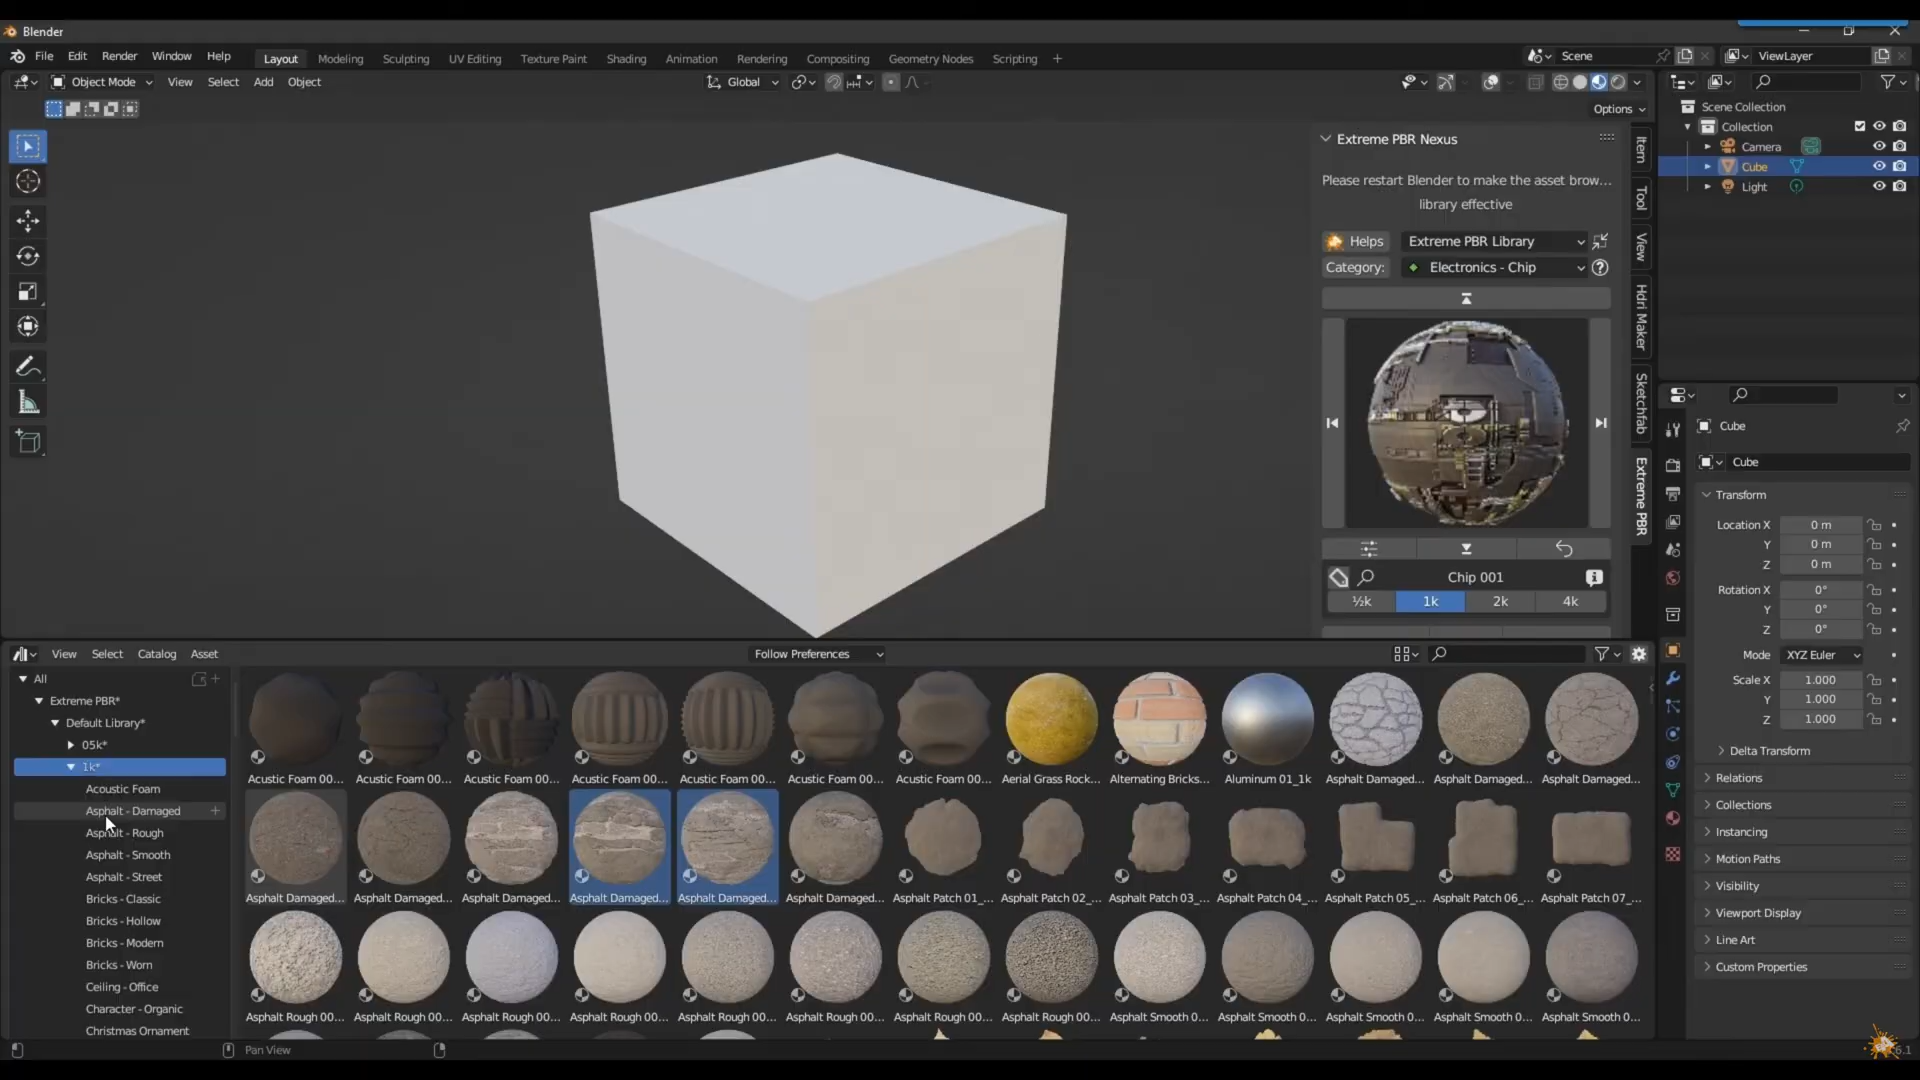 Blender
File Edit Render Window Help Layout Modeling Sculpting UV Editing Texture Paint Shading Animation Rendering Compositing Geometry Nodes Scripting + Scene ViewLayer
Object Mode View Select Add Object Global
Options
Extreme PBR Nexus
Please restart Blender to make the asset brow...
library effective
Helps Extreme PBR Library
Category: Electronics - Chip
Chip 001
½k 1k 2k 4k
Item
Tool
View
Hdri Maker
Sketchfab
Extreme PBR
Scene Collection
Collection
Camera
Cube
Light
Cube
Cube
Transform
Location X 0 m
Y 0 m
Z 0 m
Rotation X 0°
Y 0°
Z 0°
Mode XYZ Euler
Scale X 1.000
Y 1.000
Z 1.000
Delta Transform
Relations
Collections
Instancing
Motion Paths
Visibility
Viewport Display
Line Art
Custom Properties
View Select Catalog Asset Follow Preferences
All
Extreme PBR*
Default Library*
05k*
1k*
Acoustic Foam
Asphalt - Damaged
Asphalt - Rough
Asphalt - Smooth
Asphalt - Street
Bricks - Classic
Bricks - Hollow
Bricks - Modern
Bricks - Worn
Ceiling - Office
Character - Organic
Christmas Ornament
Acustic Foam 00... Acustic Foam 00... Acustic Foam 00... Acustic Foam 00... Acustic Foam 00... Acustic Foam 00... Acustic Foam 00... Aerial Grass Rock... Alternating Bricks... Aluminum 01_1k Asphalt Damaged... Asphalt Damaged... Asphalt Damaged...
Asphalt Damaged... Asphalt Damaged... Asphalt Damaged... Asphalt Damaged... Asphalt Damaged... Asphalt Damaged... Asphalt Patch 01_... Asphalt Patch 02_... Asphalt Patch 03_... Asphalt Patch 04_... Asphalt Patch 05_... Asphalt Patch 06_... Asphalt Patch 07_...
Asphalt Rough 00... Asphalt Rough 00... Asphalt Rough 00... Asphalt Rough 00... Asphalt Rough 00... Asphalt Rough 00... Asphalt Rough 00... Asphalt Rough 00... Asphalt Smooth 0... Asphalt Smooth 0... Asphalt Smooth 0... Asphalt Smooth 0... Asphalt Smooth 0...
Pan View